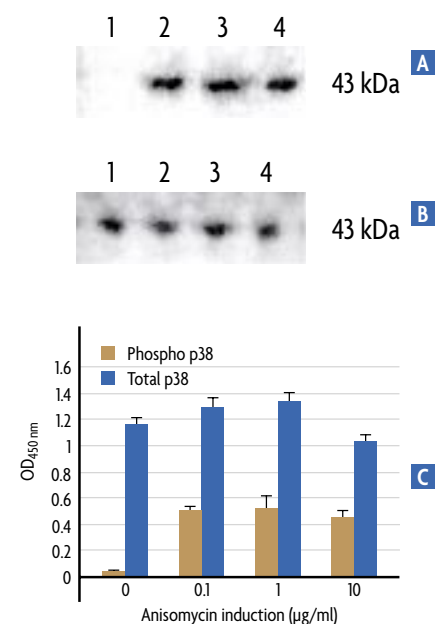 1 2 3 4
43 kDa
A
1 2 3 4
43 kDa
B
Phospho p38
Total p38
1.6
1.4
1.2
1
0.8
0.6
0.4
0.2
0
OD450 nm
0 0.1 1 10
Anisomycin induction (µg/ml)
C